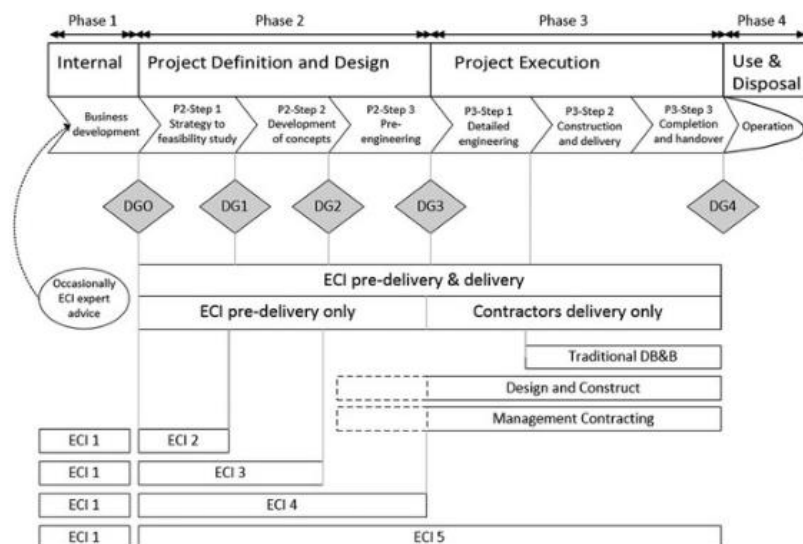 Phase 1
Phase 2
Phase 3
Phase 4
Internal
Project Definition and Design
Project Execution
Use &
Disposal
Business
development
P2-Step 1
Strategy to
feasibility study
P2-Step 2
Development
of concepts
P2-Step 3
Pre-
engineering
P3-Step 1
Detailed
engineering
P3-Step 2
Construction
and delivery
P3-Step 3
Completion
and handover
Operation
DG0
DG1
DG2
DG3
DG4
Occasionally
ECI expert
advice
ECI pre-delivery & delivery
ECI pre-delivery only
Contractors delivery only
Traditional DB&B
Design and Construct
Management Contracting
ECI 1
ECI 2
ECI 1
ECI 3
ECI 1
ECI 4
ECI 1
ECI 5